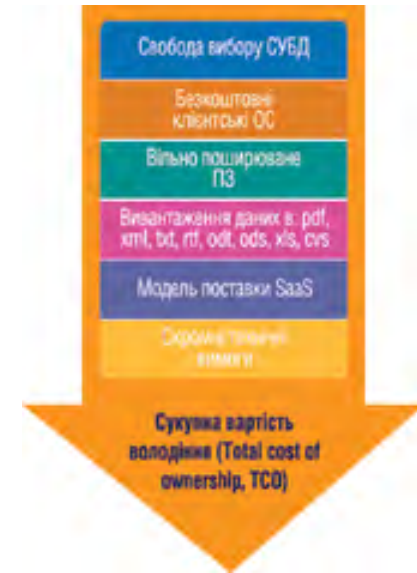 Свобода вибору СУБД
Безкоштовні
клієнтські ОС
Вільно поширюване
ПЗ
Вивантаження даних в: pdf,
xml, txt, rtf, odt, ods, xls, cvs
Модель поставки SaaS
вимоги
Сукупна вартість
володіння (Total cost of
ownership, TCO)